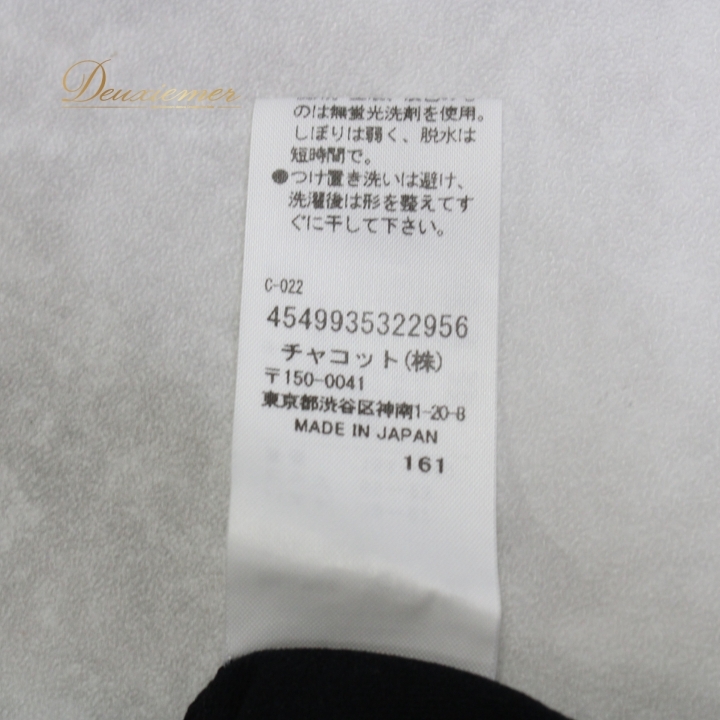 Deuxiemer
のは無蛍光洗剤を使用。
しぼりは弱く、脱水は
短時間で。
●つけ置き洗いは避け、
洗濯後は形を整えてす
ぐに干して下さい。
C-022
4549935322956
チャコット(株)
〒150-0041
東京都渋谷区神南1-20-8
MADE IN JAPAN
161